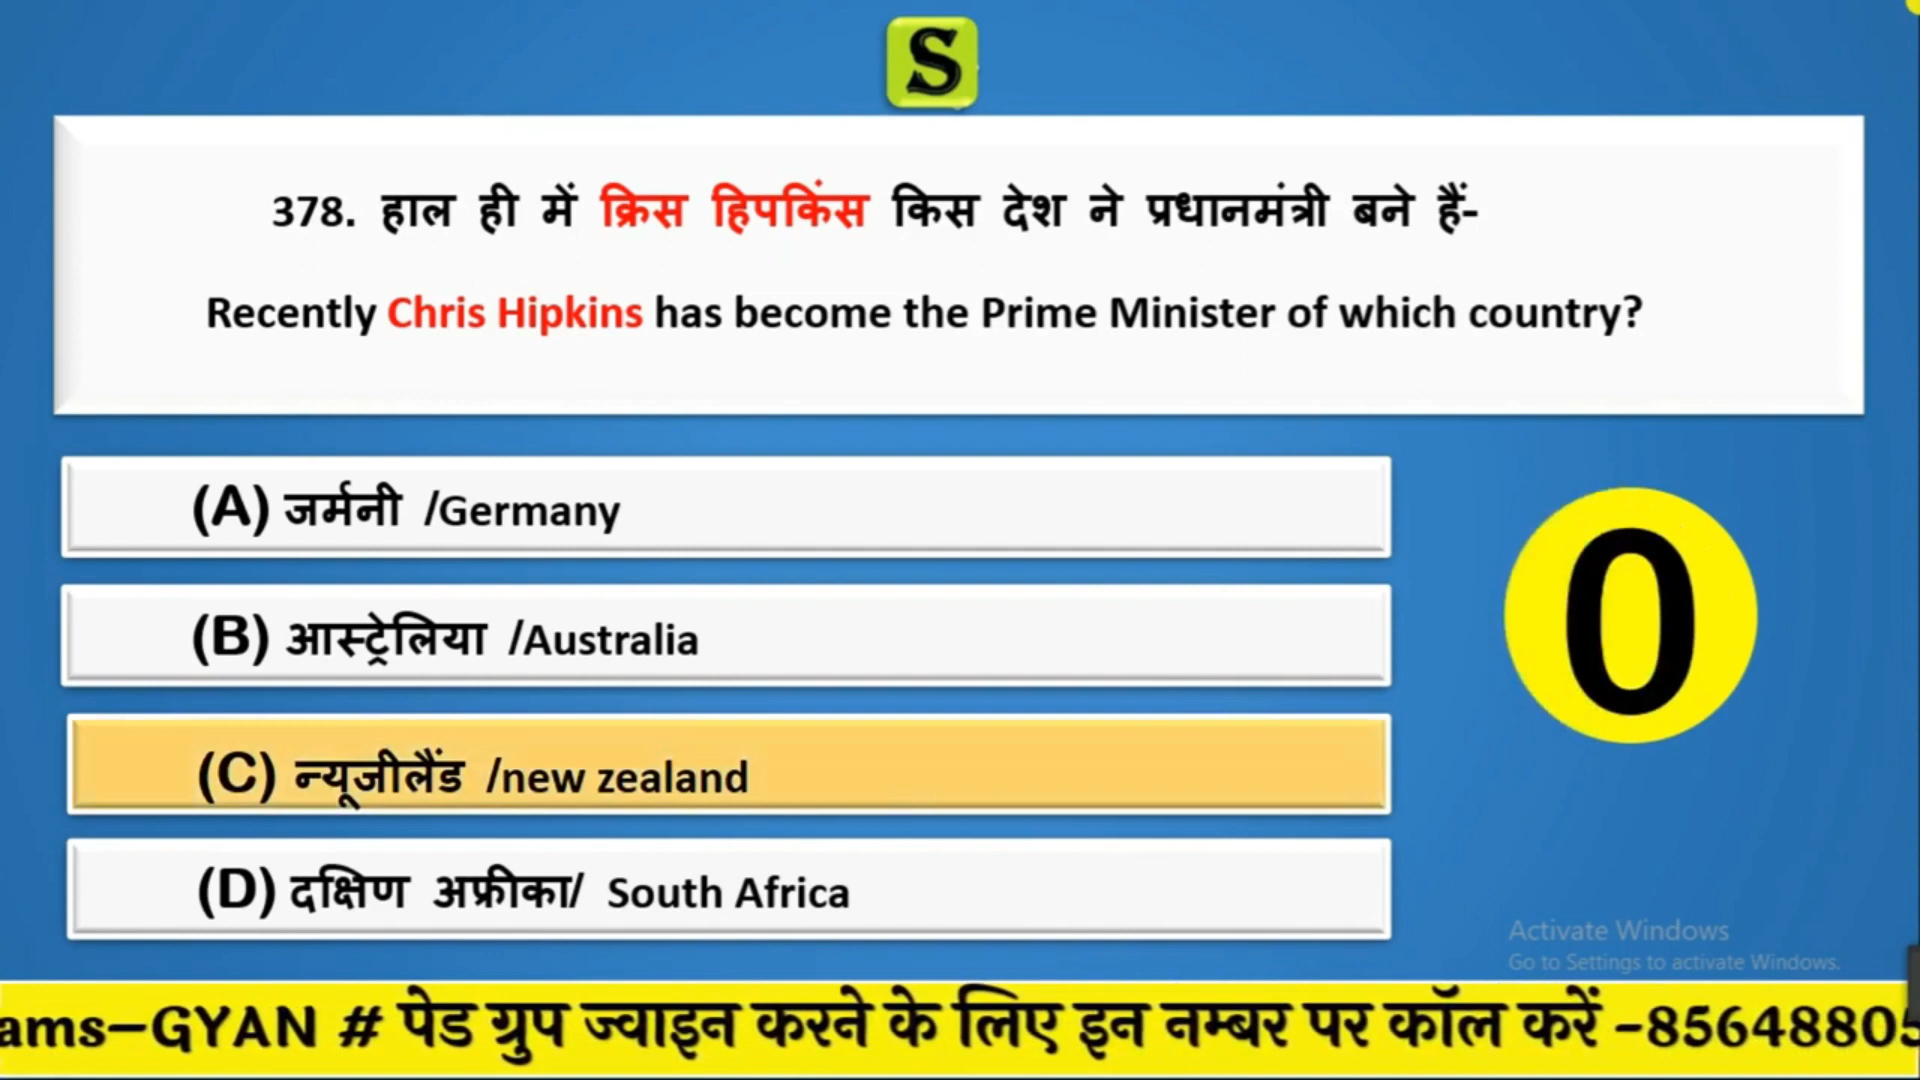 S
378. हाल ही में क्रिस हिपकिंस किस देश ने प्रधानमंत्री बने हैं-
Recently Chris Hipkins has become the Prime Minister of which country?
(A) जर्मनी /Germany
(B) आस्ट्रेलिया /Australia
0
(C) न्यूजीलैंड /new zealand
(D) दक्षिण अफ्रीका/ South Africa
Activate Windows
Go to Settings to activate Windows.
ams–GYAN # पेड ग्रुप ज्वाइन करने के लिए इन नम्बर पर कॉल करें –85648805